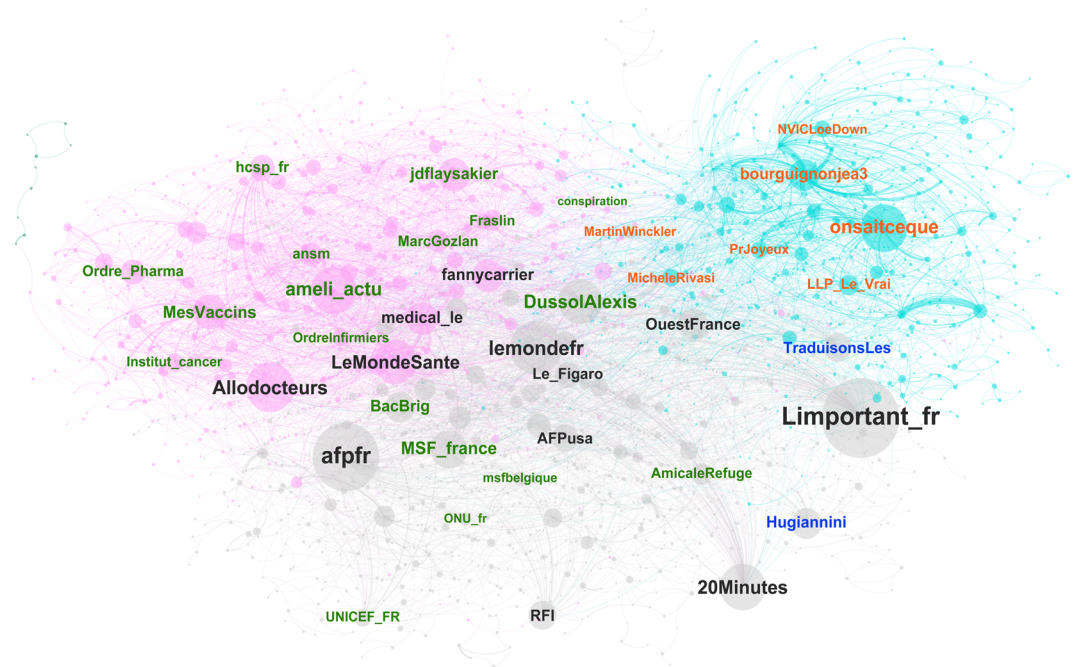 NVICLoeDown
hcsp_fr
jdflaysakier
bourguignonjea3
conspiration
Fraslin
MartinWinckler
onsaitceque
MarcGozlan
PrJoyeux
ansm
Ordre_Pharma
fannycarrier
MicheleRivasi
ameli_actu
LLP_Le_Vrai
DussolAlexis
MesVaccins
medical_le
OuestFrance
OrdreInfirmiers
lemondefr
TraduisonsLes
Institut_cancer
LeMondeSante
Le_Figaro
Allodocteurs
BacBrig
Limportant_fr
AFPusa
MSF_france
afpfr
AmicaleRefuge
msfbelgique
ONU_fr
Hugiannini
20Minutes
UNICEF_FR
RFI